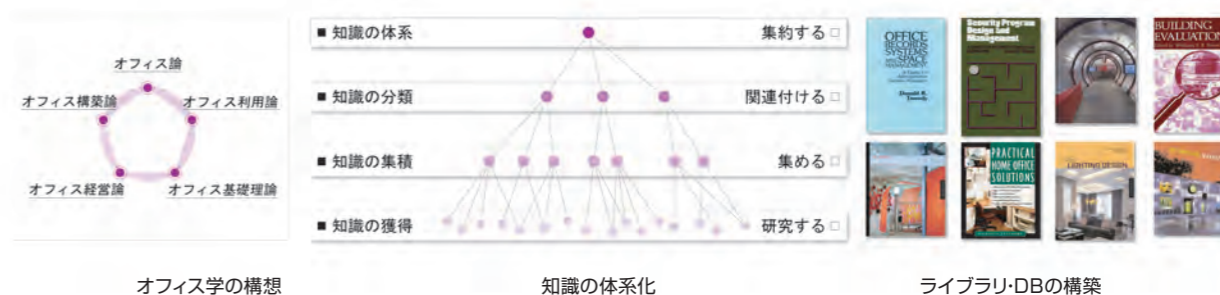 オフィス論
オフィス構築論
オフィス利用論
オフィス経営論
オフィス基礎理論
■ 知識の体系
集約する □
■ 知識の分類
関連付ける □
■ 知識の集積
集める □
■ 知識の獲得
研究する □
OFFICE
RECORDS
SYSTEMS
AND SPACE
MANAGEMENT
Security Program
Design and
Management
BUILDING
EVALUATION
PRACTICAL
HOME OFFICE
SOLUTIONS
LIGHTING DESIGN
オフィス学の構想
知識の体系化
ライブラリ・DBの構築